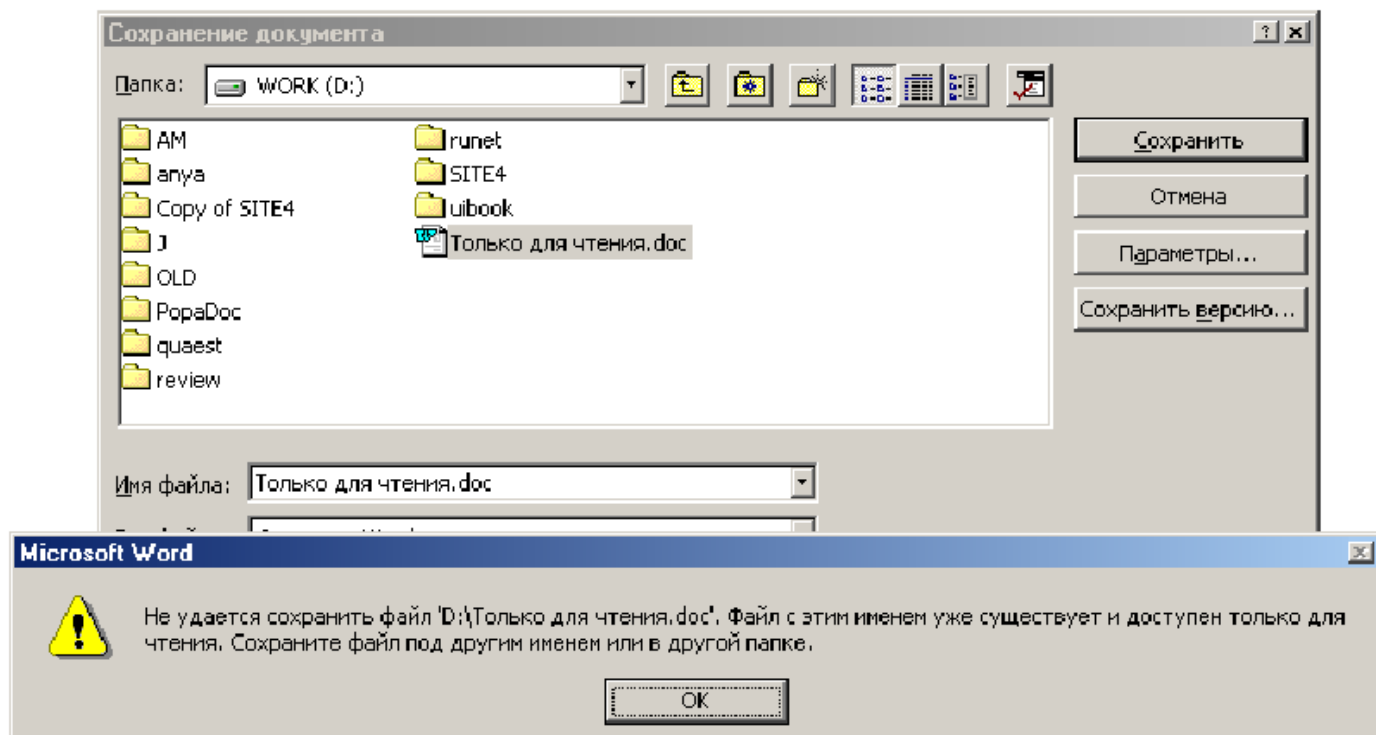 Сохранение документа
Папка: WORK (D:)
AM
anya
Copy of SITE4
J
OLD
PopaDoc
quaest
review
runet
SITE4
uibook
Только для чтения.doc
Сохранить
Отмена
Параметры...
Сохранить версию...
Имя файла: Только для чтения.doc
Microsoft Word
Не удается сохранить файл 'D:\Только для чтения.doc'. Файл с этим именем уже существует и доступен только для
чтения. Сохраните файл под другим именем или в другой папке.
OK